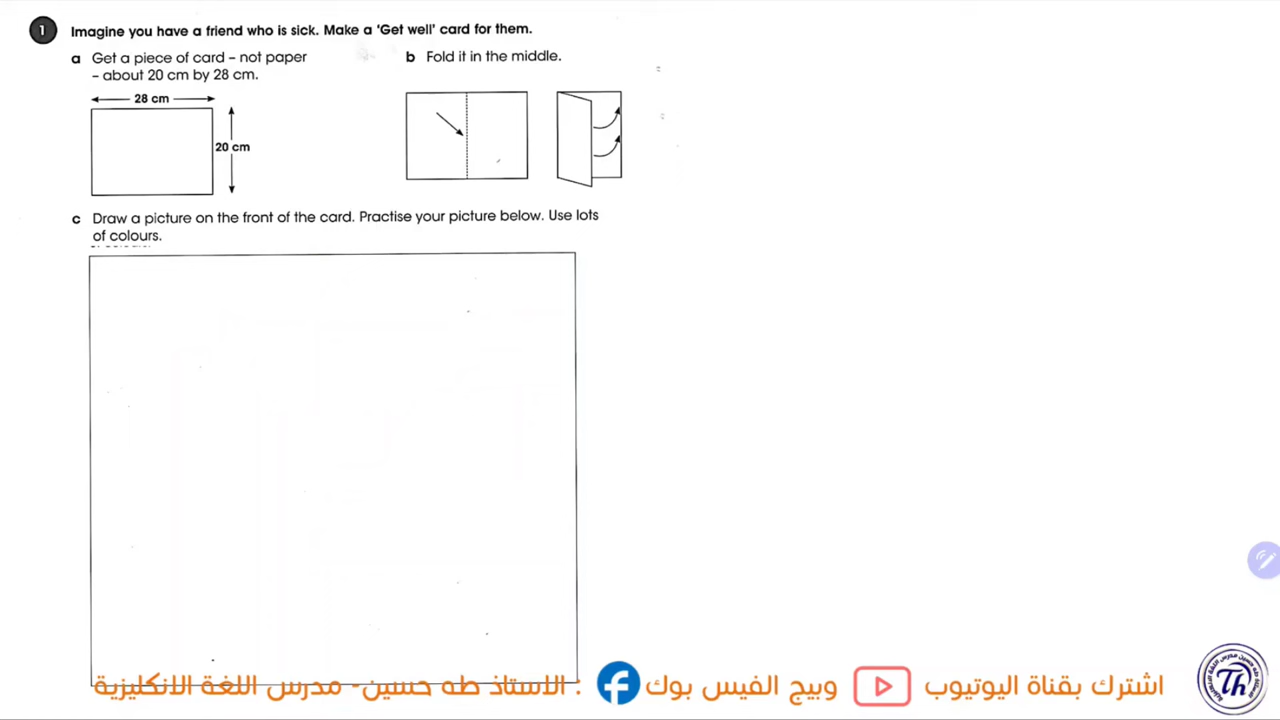 1 Imagine you have a friend who is sick. Make a ‘Get well’ card for them.
a Get a piece of card – not paper
– about 20 cm by 28 cm.
b Fold it in the middle.
28 cm
20 cm
c Draw a picture on the front of the card. Practise your picture below. Use lots
of colours.
اشترك بقناة اليوتيوب وبيج الفيس بوك : الاستاذ طه حسين- مدرس اللغة الانكليزية
Th